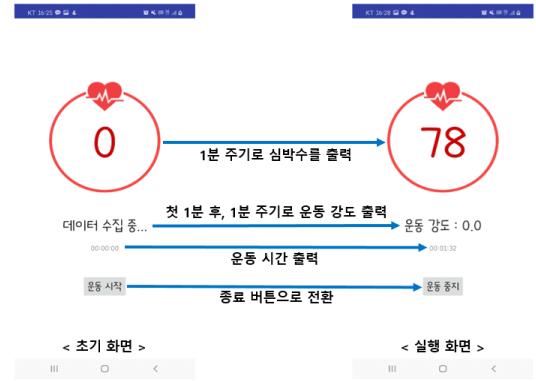 KT 16:25
KT 16:28
0
78
1분 주기로 심박수를 출력
첫 1분 후, 1분 주기로 운동 강도 출력
데이터 수집 중...
운동 강도 : 0.0
00:00:00
00:01:32
운동 시간 출력
운동 시작
운동 중지
종료 버튼으로 전환
< 초기 화면 >
< 실행 화면 >